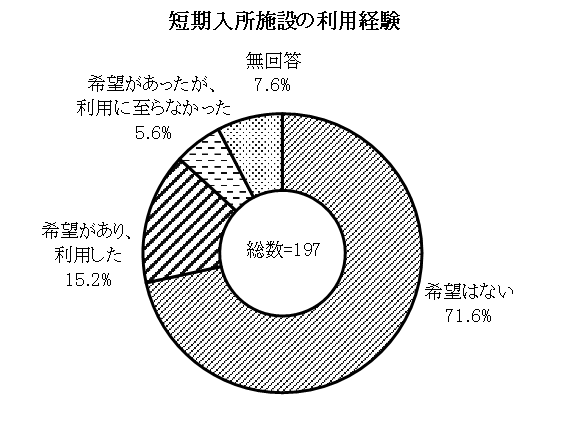 短期入所施設の利用経験
無回答
7.6%
希望があったが、
利用に至らなかった
5.6%
希望があり、
利用した
15.2%
総数=197
希望はない
71.6%